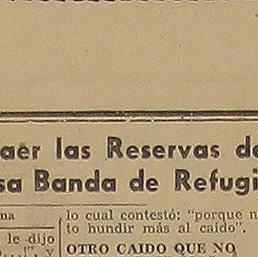 aer las Reservas de
sa Banda de Refugi
na
le dijo
...!", y
lo cual contestó: "porque n
to hundir más al caído".
OTRO CAIDO QUE NO